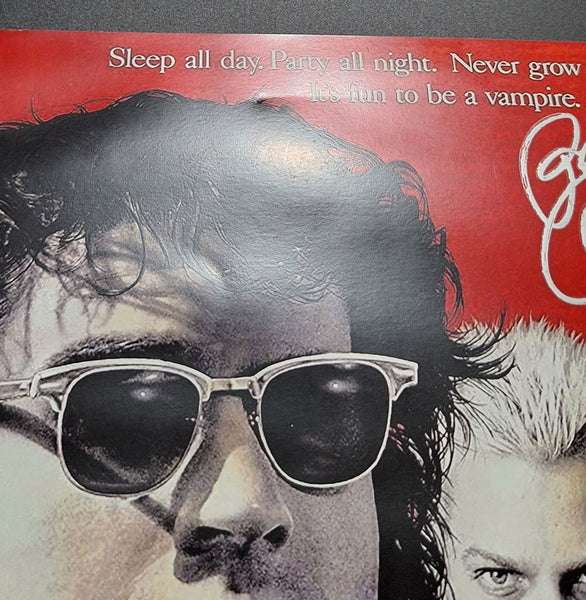 Sleep all day. Party all night. Never grow
It's fun to be a vampire.